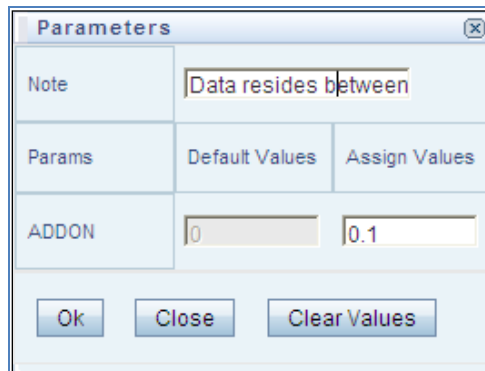 Parameters
Note Data resides between
Params Default Values Assign Values
ADDON 0 0.1
Ok Close Clear Values